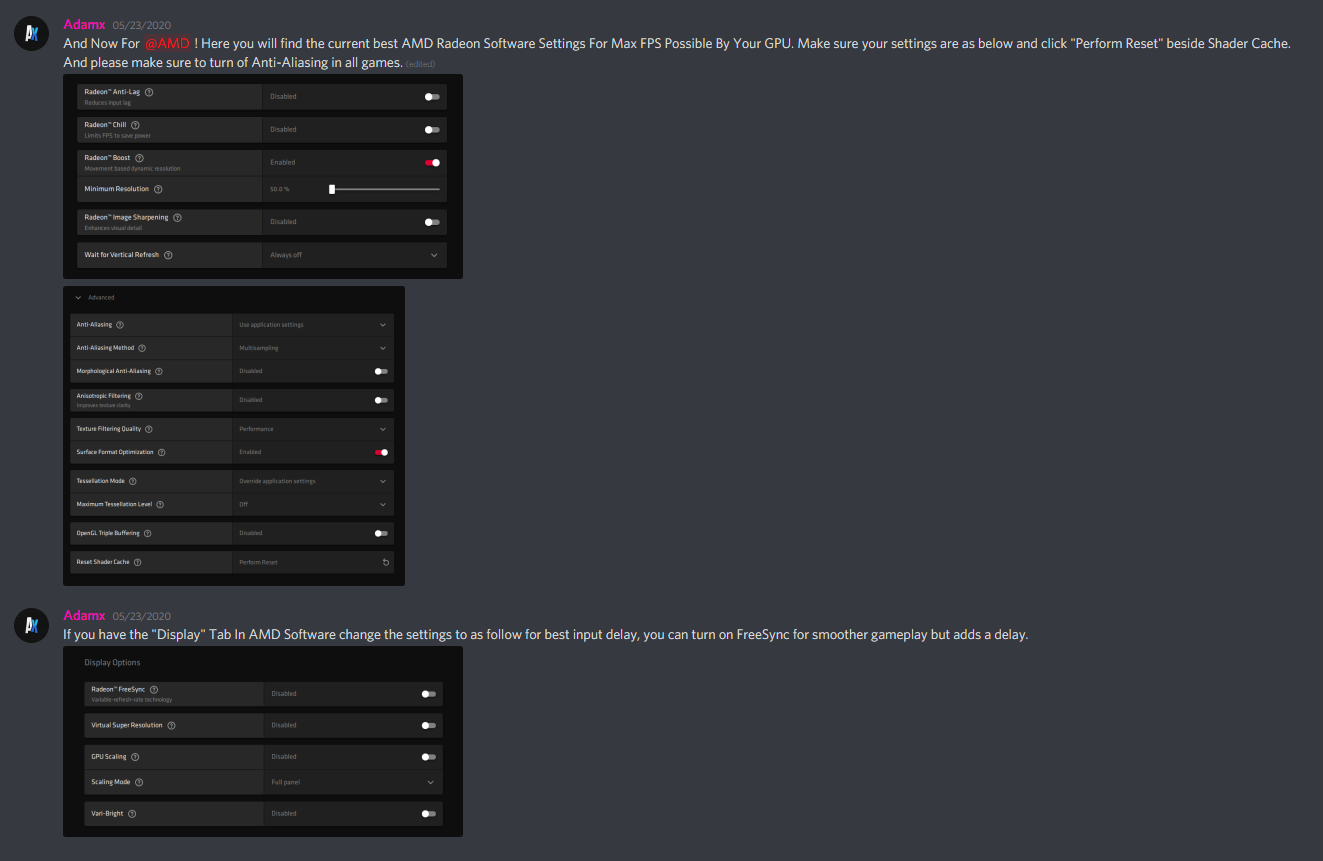 Adamx 05/23/2020
And Now For @AMD ! Here you will find the current best AMD Radeon Software Settings For Max FPS Possible By Your GPU. Make sure your settings are as below and click "Perform Reset" beside Shader Cache.
And please make sure to turn of Anti-Aliasing in all games. (edited)
Radeon™ Anti-Lag ? Disabled
Reduces input lag
Radeon™ Chill ? Disabled
Limits FPS to save power
Radeon™ Boost ? Enabled
Movement based dynamic resolution
Minimum Resolution ? 50.0 %
Radeon™ Image Sharpening ? Disabled
Enhances visual detail
Wait for Vertical Refresh ? Always off
Advanced
Anti-Aliasing ? Use application settings
Anti-Aliasing Method ? Multisampling
Morphological Anti-Aliasing ? Disabled
Anisotropic Filtering ? Disabled
Improves texture clarity
Texture Filtering Quality ? Performance
Surface Format Optimization ? Enabled
Tessellation Mode ? Override application settings
Maximum Tessellation Level ? Off
OpenGL Triple Buffering ? Disabled
Reset Shader Cache ? Perform Reset
Adamx 05/23/2020
If you have the "Display" Tab In AMD Software change the settings to as follow for best input delay, you can turn on FreeSync for smoother gameplay but adds a delay.
Display Options
Radeon™ FreeSync ? Disabled
Variable-refresh-rate technology
Virtual Super Resolution ? Disabled
GPU Scaling ? Disabled
Scaling Mode ? Full panel
Vari-Bright ? Disabled